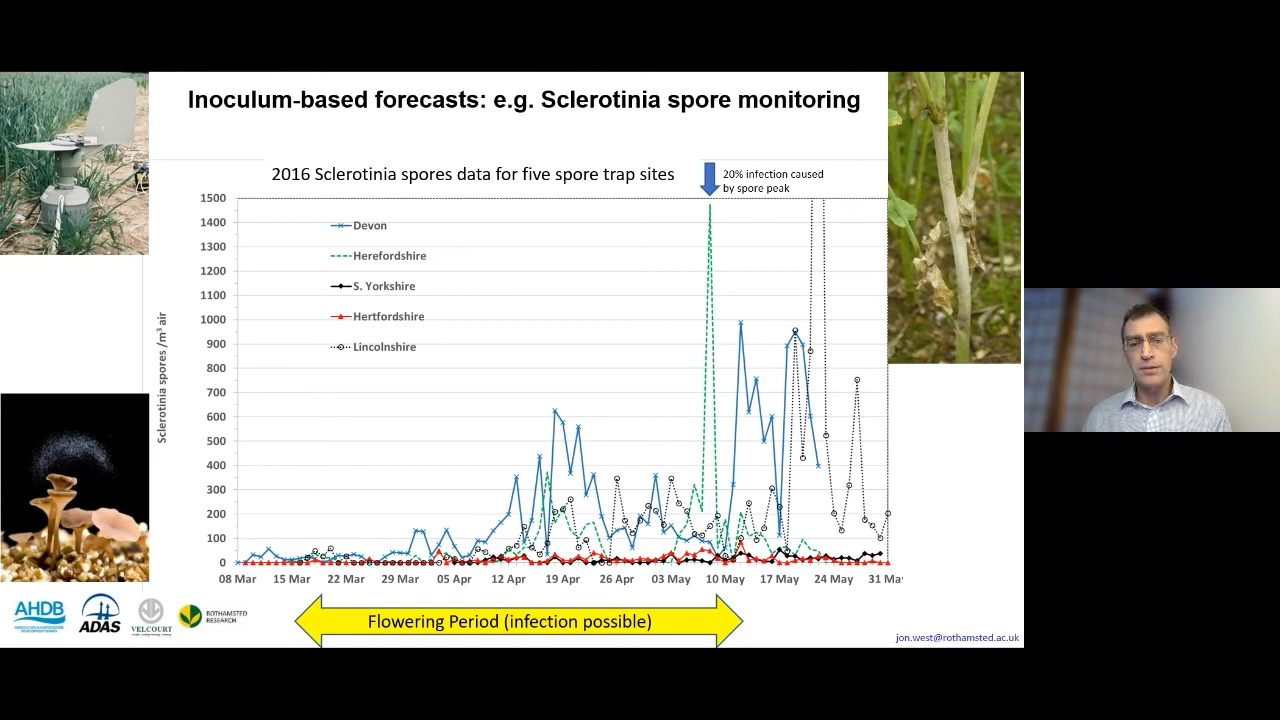 Inoculum-based forecasts: e.g. Sclerotinia spore monitoring
2016 Sclerotinia spores data for five spore trap sites
20% infection caused
by spore peak
1500
1400
1300
1200
1100
1000
900
800
700
600
500
400
300
200
100
0
Sclerotinia spores /m³ air
Devon
Herefordshire
S. Yorkshire
Hertfordshire
Lincolnshire
08 Mar 15 Mar 22 Mar 29 Mar 05 Apr 12 Apr 19 Apr 26 Apr 03 May 10 May 17 May 24 May 31 Ma
Flowering Period (infection possible)
AHDB
ADAS
VELCOURT
ROTHAMSTED
RESEARCH
jon.west@rothamsted.ac.uk